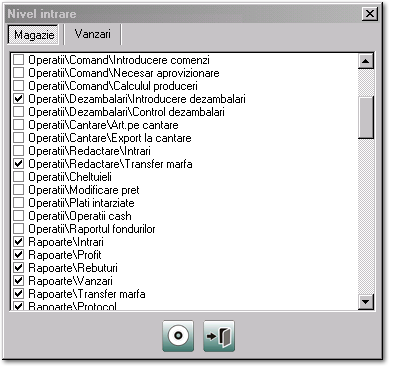 Nivel intrare
Magazie
Vanzari
Operatii\Comand\Introducere comenzi
Operatii\Comand\Necesar aprovizionare
Operatii\Comand\Calculul produceri
Operatii\Dezambalari\Introducere dezambalari
Operatii\Dezambalari\Control dezambalari
Operatii\Cantare\Art.pe cantare
Operatii\Cantare\Export la cantare
Operatii\Redactare\Intrari
Operatii\Redactare\Transfer marfa
Operatii\Cheltuieli
Operatii\Modificare pret
Operatii\Plati intarziate
Operatii\Operatii cash
Operatii\Raportul fondurilor
Rapoarte\Intrari
Rapoarte\Profit
Rapoarte\Rebuturi
Rapoarte\Vanzari
Rapoarte\Transfer marfa
Rapoarte\Protocol